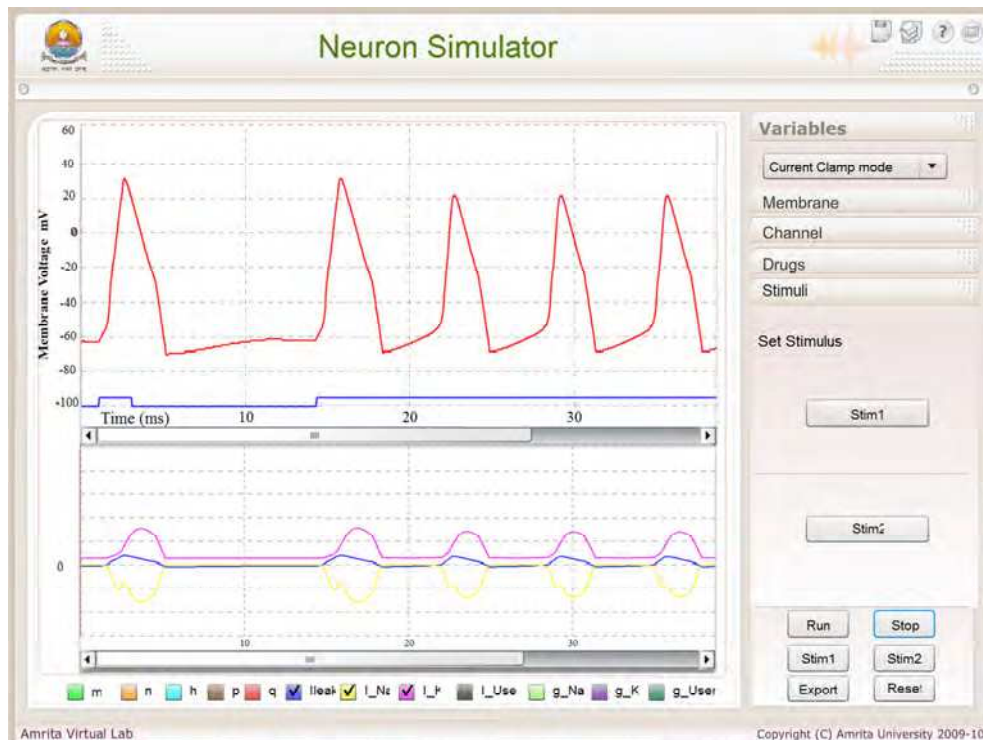 Neuron Simulator
?
60
40
20
0
-20
-40
-60
-80
-100
Membrane Voltage mV
Time (ms) 10 20 30
0
10 20 30
m n h p q Ileak I_Na I_K I_Use g_Na g_K g_User
Variables
Current Clamp mode
Membrane
Channel
Drugs
Stimuli
Set Stimulus
Stim1
Stim2
Run Stop
Stim1 Stim2
Export Reset
Amrita Virtual Lab
Copyright (C) Amrita University 2009-10